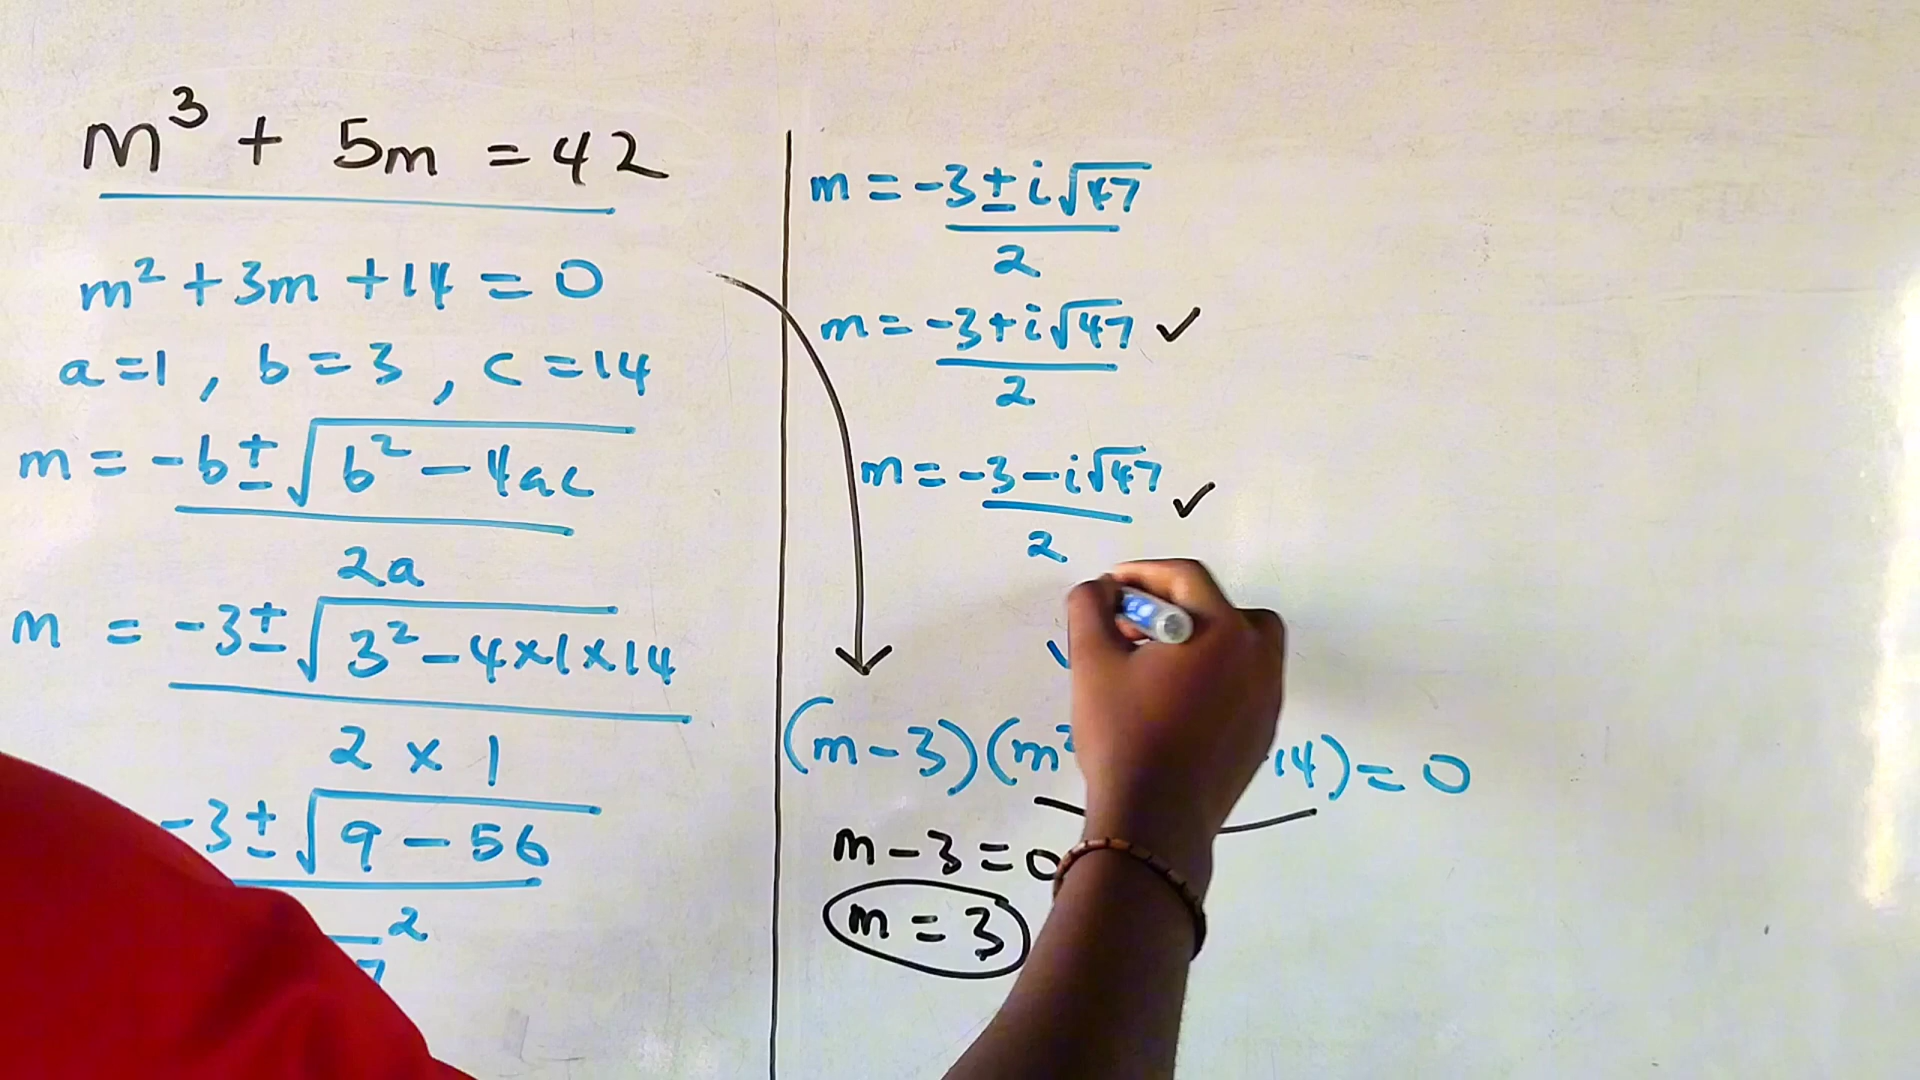 m³ + 5m = 42
m² + 3m + 14 = 0
a = 1 , b = 3 , c = 14
m = -b ± √(b² - 4ac)
2a
m = -3 ± √(3² - 4×1×14)
2 × 1
-3 ± √(9 - 56)
2
m = -3 ± i√47
2
m = -3 + i√47 ✓
2
m = -3 - i√47 ✓
2
(m - 3)(m² 14) = 0
m - 3 = 0
m = 3